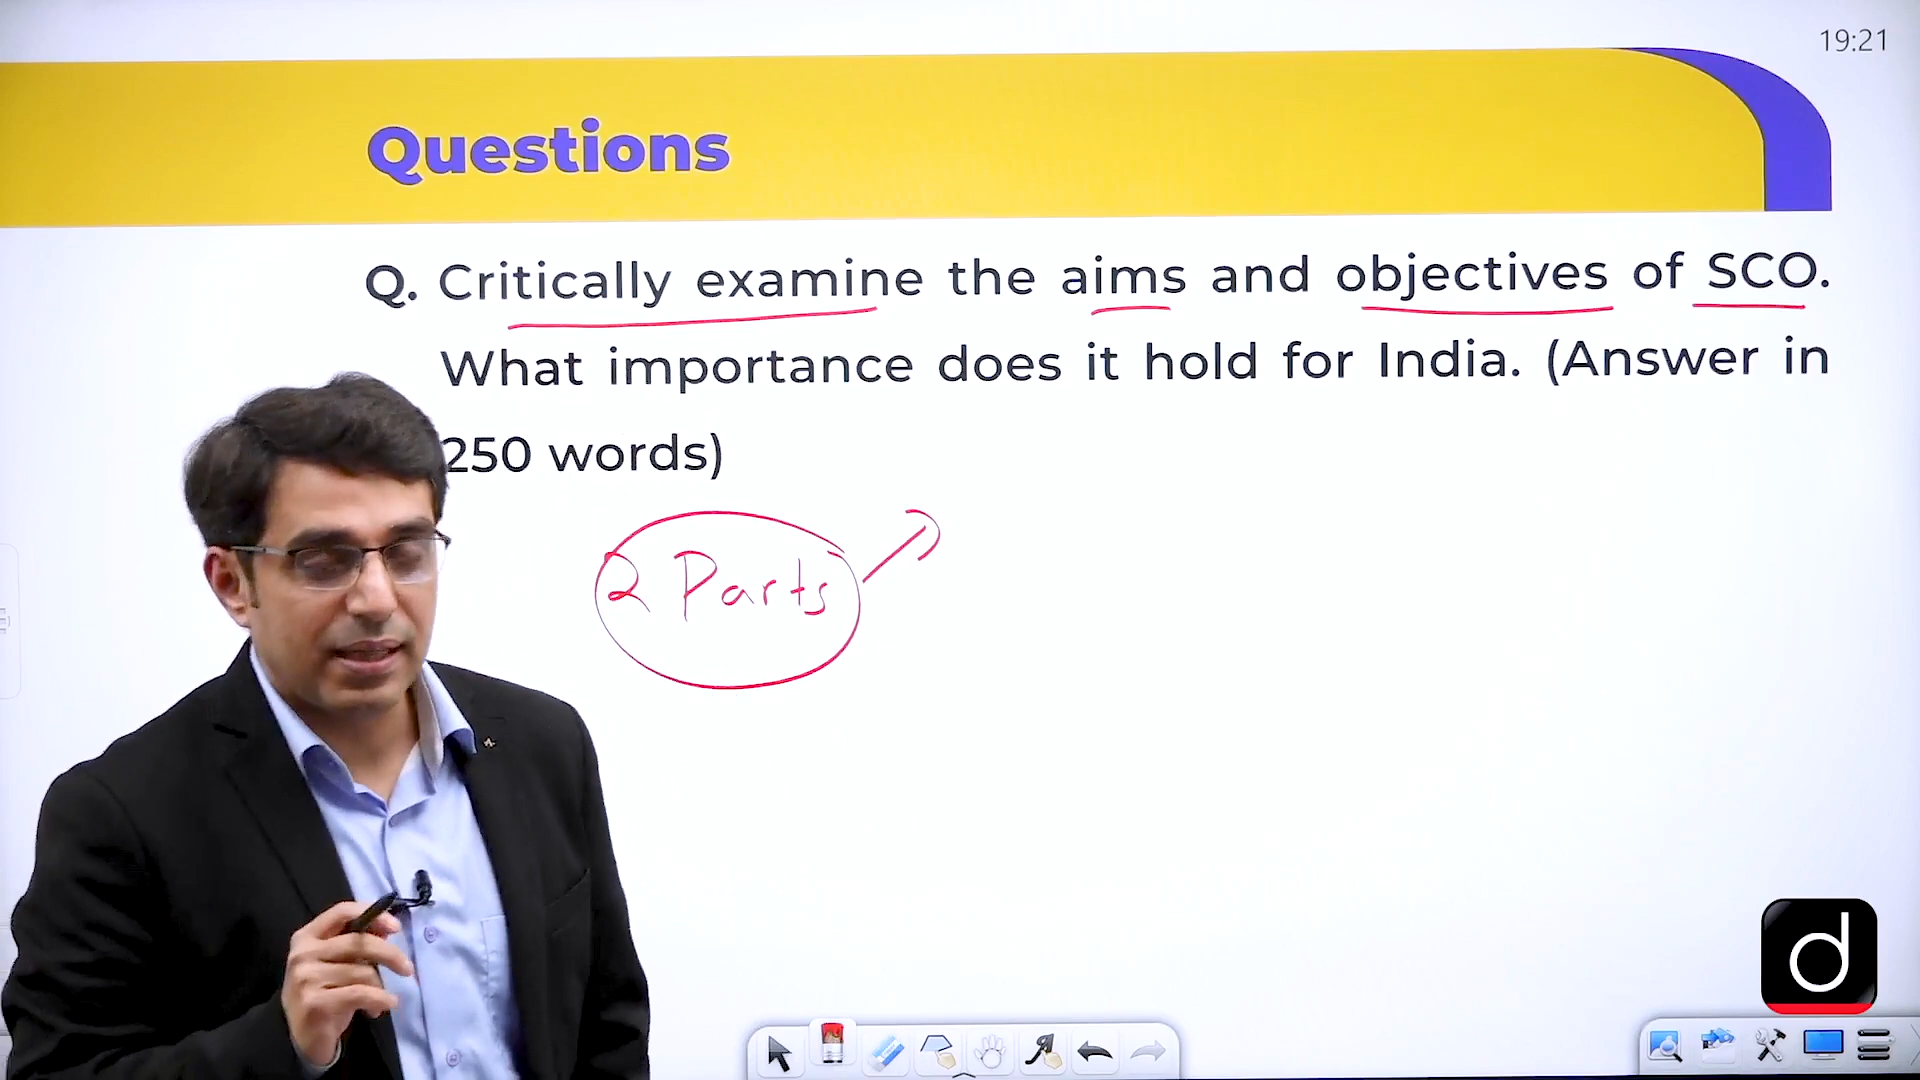 19:21
Questions
Q. Critically examine the aims and objectives of SCO.
What importance does it hold for India. (Answer in
250 words)
2 Parts
d